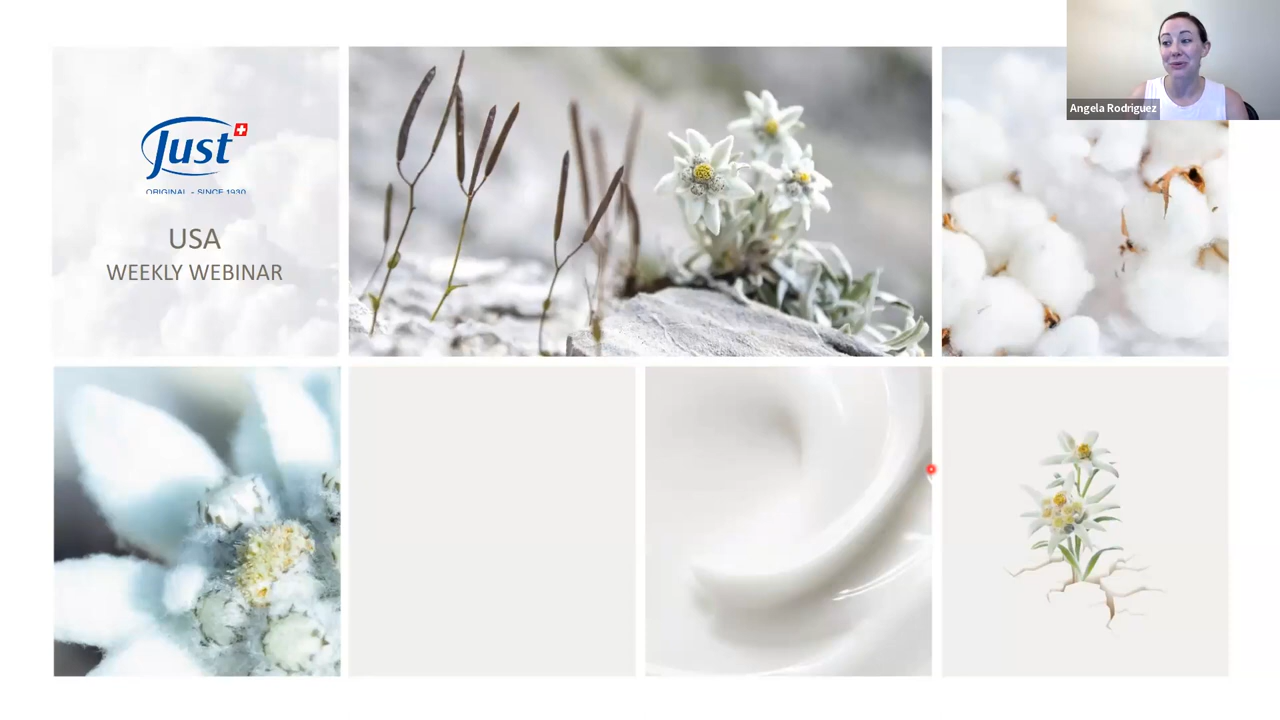 Just
ORIGINAL - SINCE 1930
USA
WEEKLY WEBINAR
Angela Rodriguez